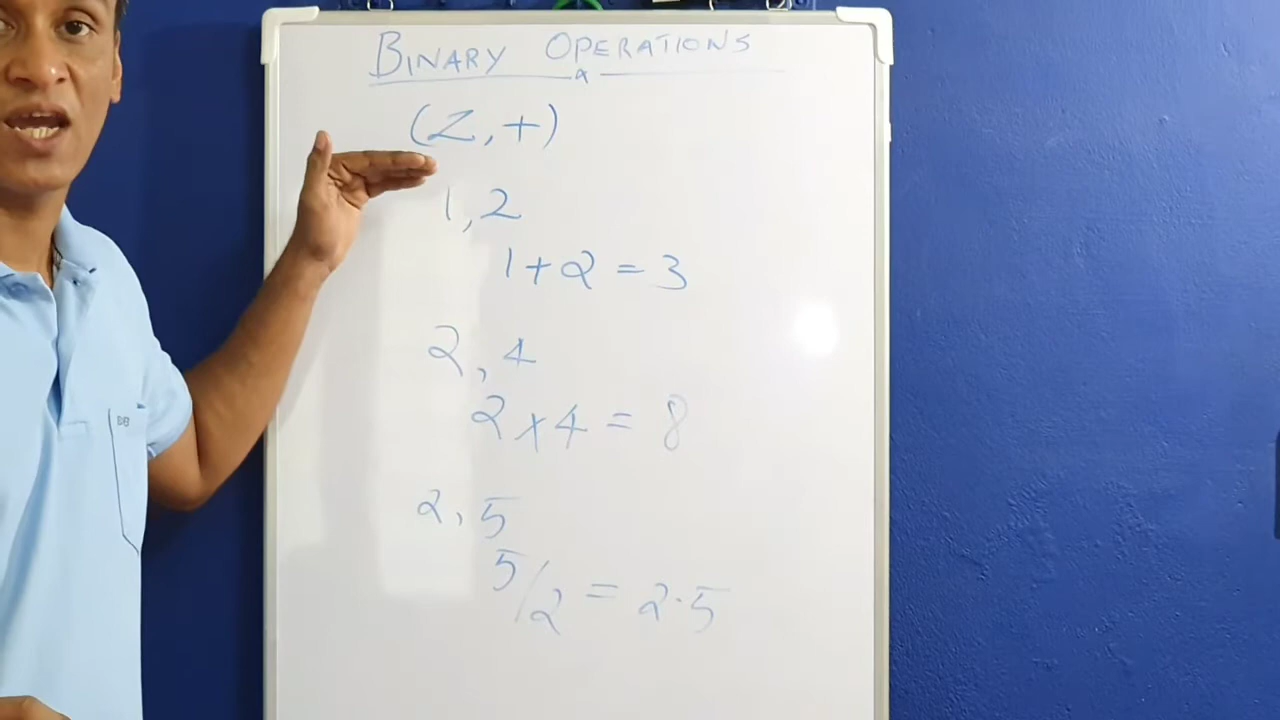 BINARY OPERATIONS
(Z, +)
1, 2
1 + 2 = 3
2, 4
2 x 4 = 8
2, 5
5/2 = 2.5